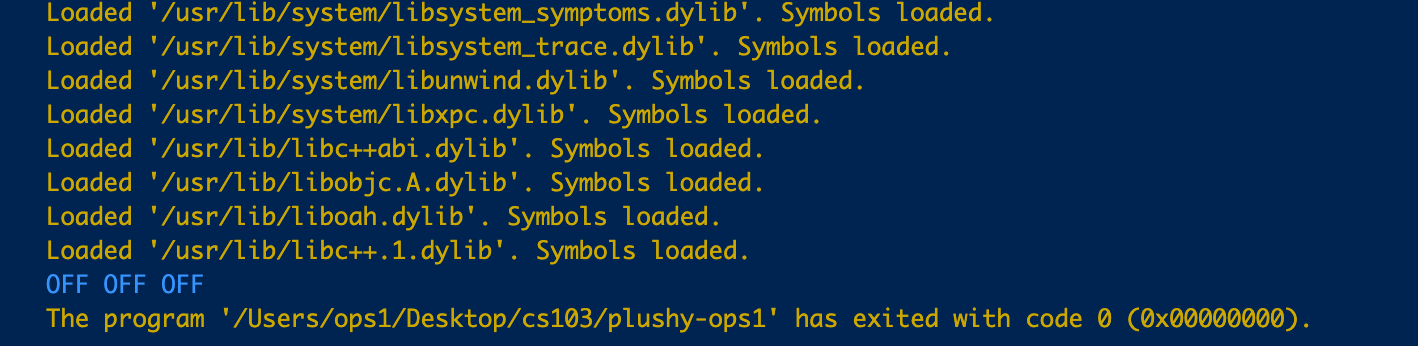 Loaded '/usr/lib/system/libsystem_symptoms.dylib'. Symbols loaded.
Loaded '/usr/lib/system/libsystem_trace.dylib'. Symbols loaded.
Loaded '/usr/lib/system/libunwind.dylib'. Symbols loaded.
Loaded '/usr/lib/system/libxpc.dylib'. Symbols loaded.
Loaded '/usr/lib/libc++abi.dylib'. Symbols loaded.
Loaded '/usr/lib/libobjc.A.dylib'. Symbols loaded.
Loaded '/usr/lib/liboah.dylib'. Symbols loaded.
Loaded '/usr/lib/libc++.1.dylib'. Symbols loaded.
OFF OFF OFF
The program '/Users/ops1/Desktop/cs103/plushy-ops1' has exited with code 0 (0x00000000).